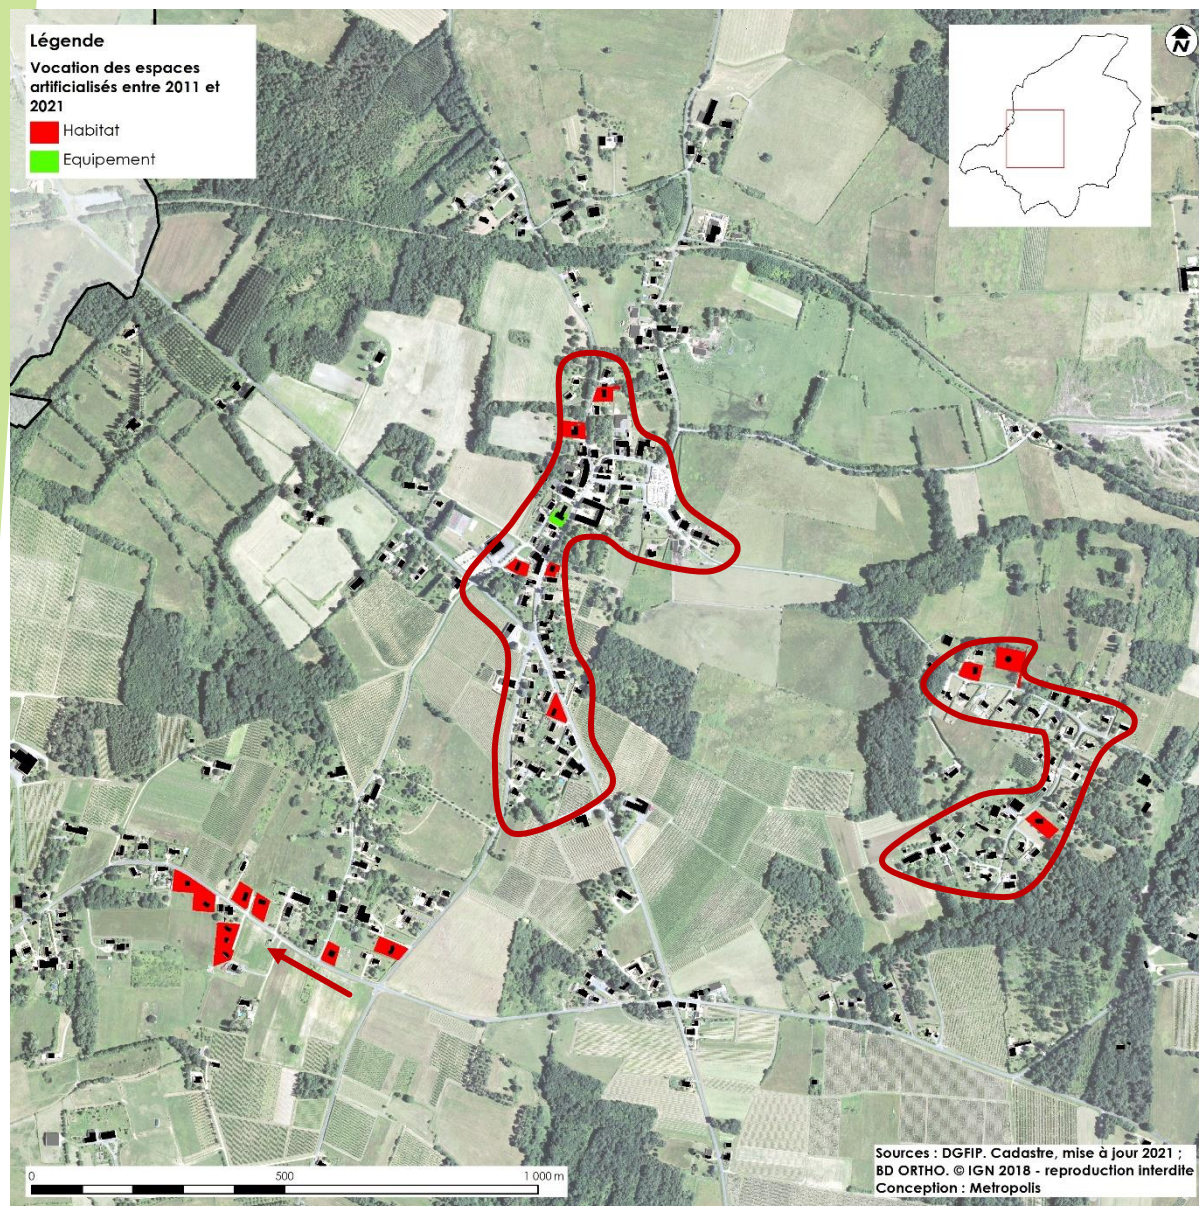 Légende
Vocation des espaces
artificialisés entre 2011 et
2021
Habitat
Equipement
N
0 500 1 000 m
Sources : DGFIP. Cadastre, mise à jour 2021 ;
BD ORTHO. © IGN 2018 - reproduction interdite
Conception : Metropolis